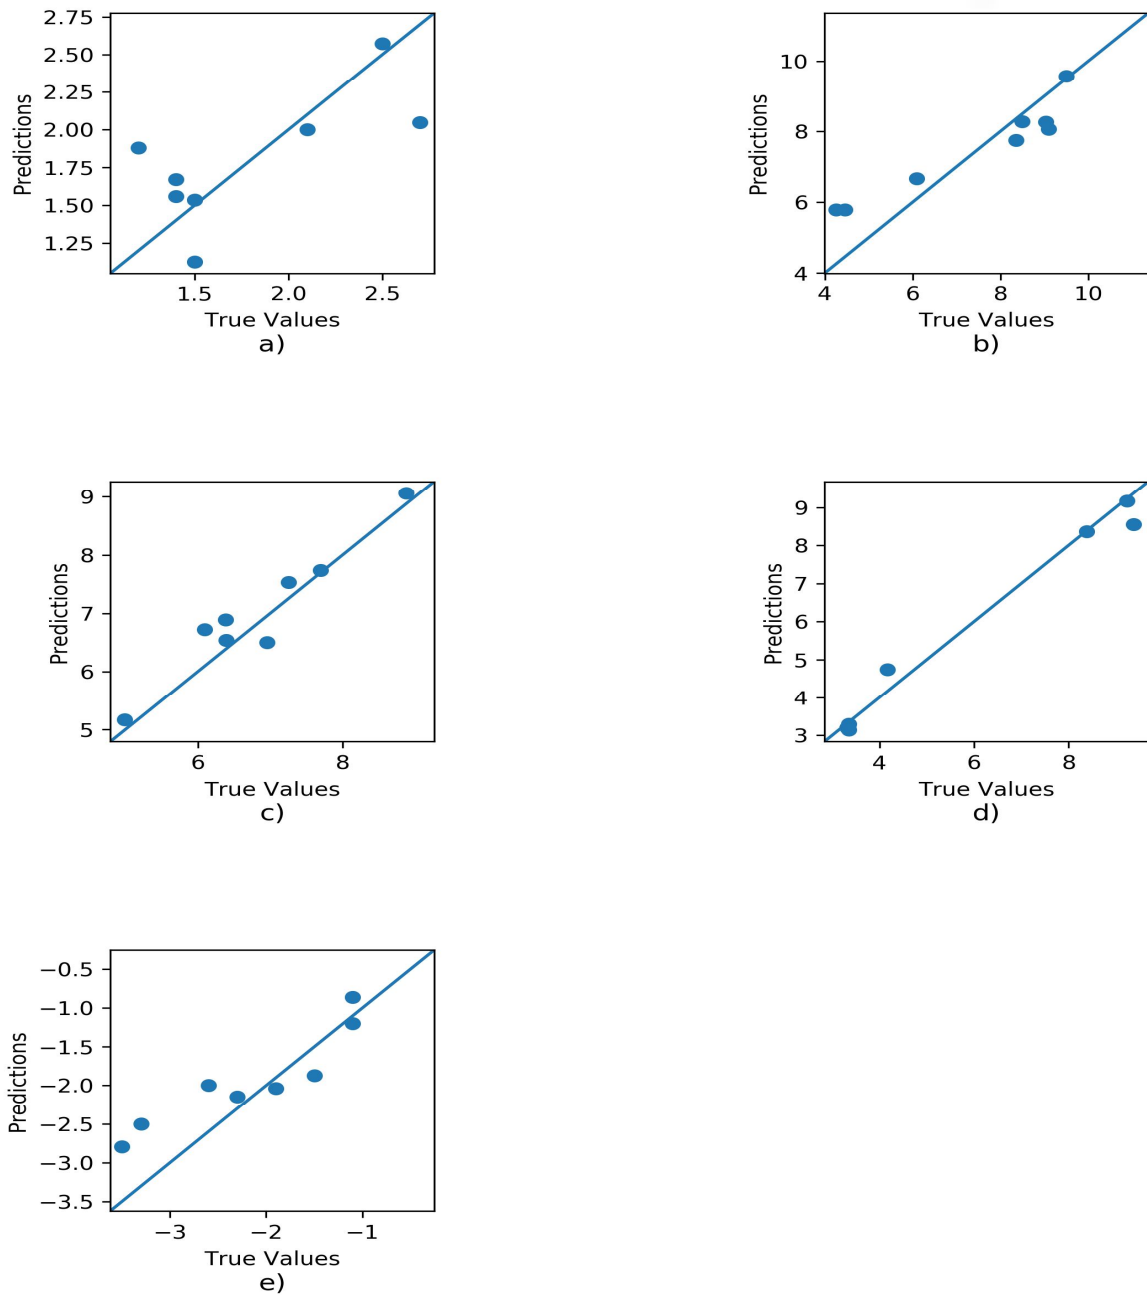 2.75
2.50
2.25
2.00
1.75
1.50
1.25
Predictions
1.5 2.0 2.5
True Values
a)
10
8
6
4
Predictions
4 6 8 10
True Values
b)
9
8
7
6
5
Predictions
6 8
True Values
c)
9
8
7
6
5
4
3
Predictions
4 6 8
True Values
d)
−0.5
−1.0
−1.5
−2.0
−2.5
−3.0
−3.5
Predictions
−3 −2 −1
True Values
e)